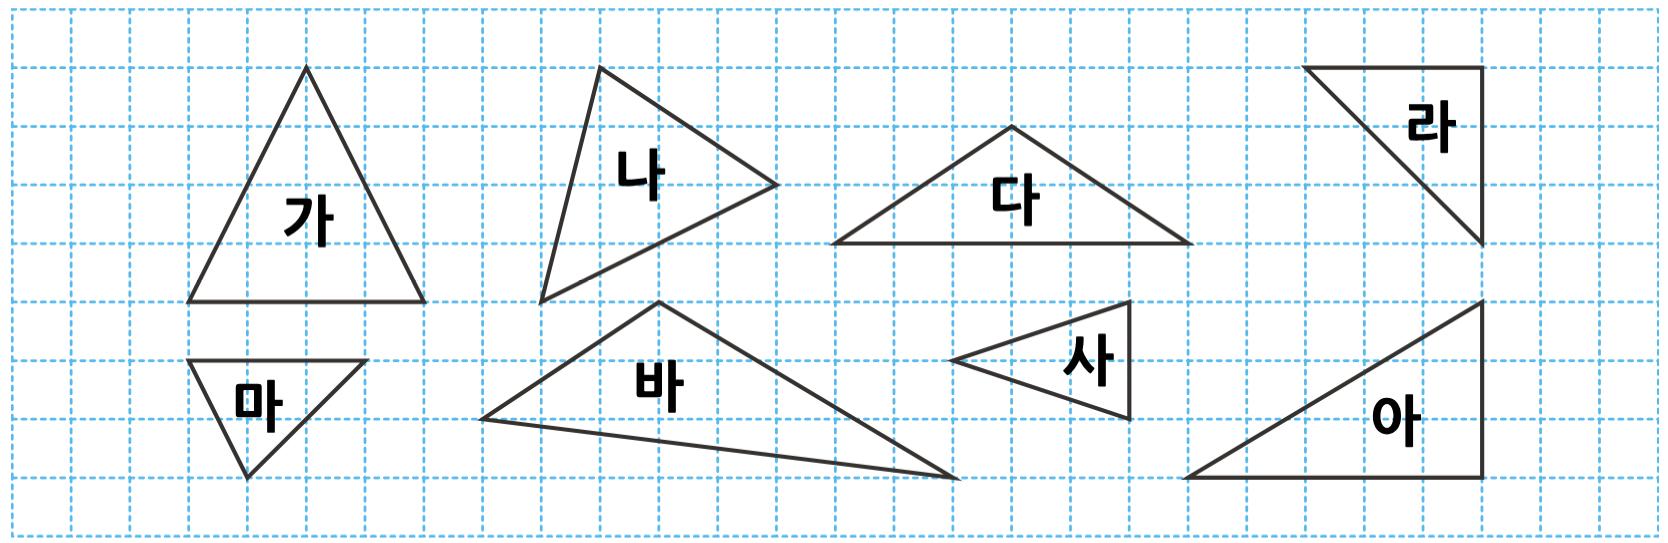 가
나
다
라
마
바
사
아